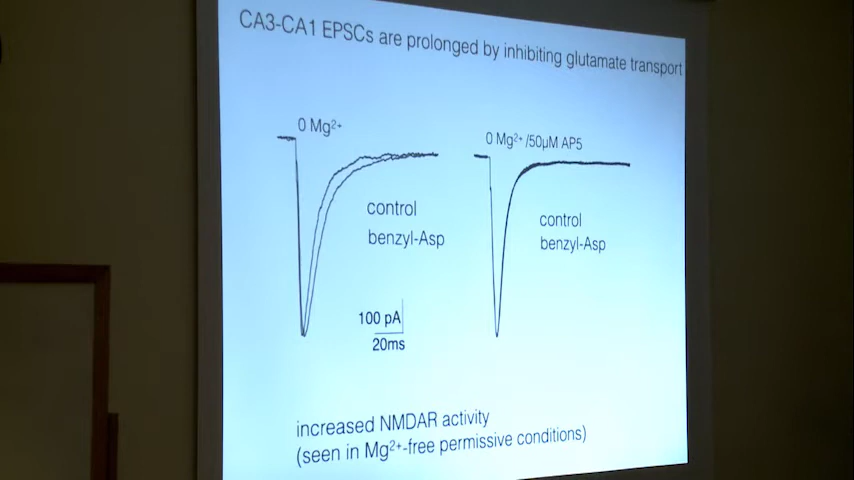 CA3-CA1 EPSCs are prolonged by inhibiting glutamate transport
0 Mg²⁺
0 Mg²⁺ /50µM AP5
control
benzyl-Asp
control
benzyl-Asp
100 pA
20ms
increased NMDAR activity
(seen in Mg²⁺-free permissive conditions)